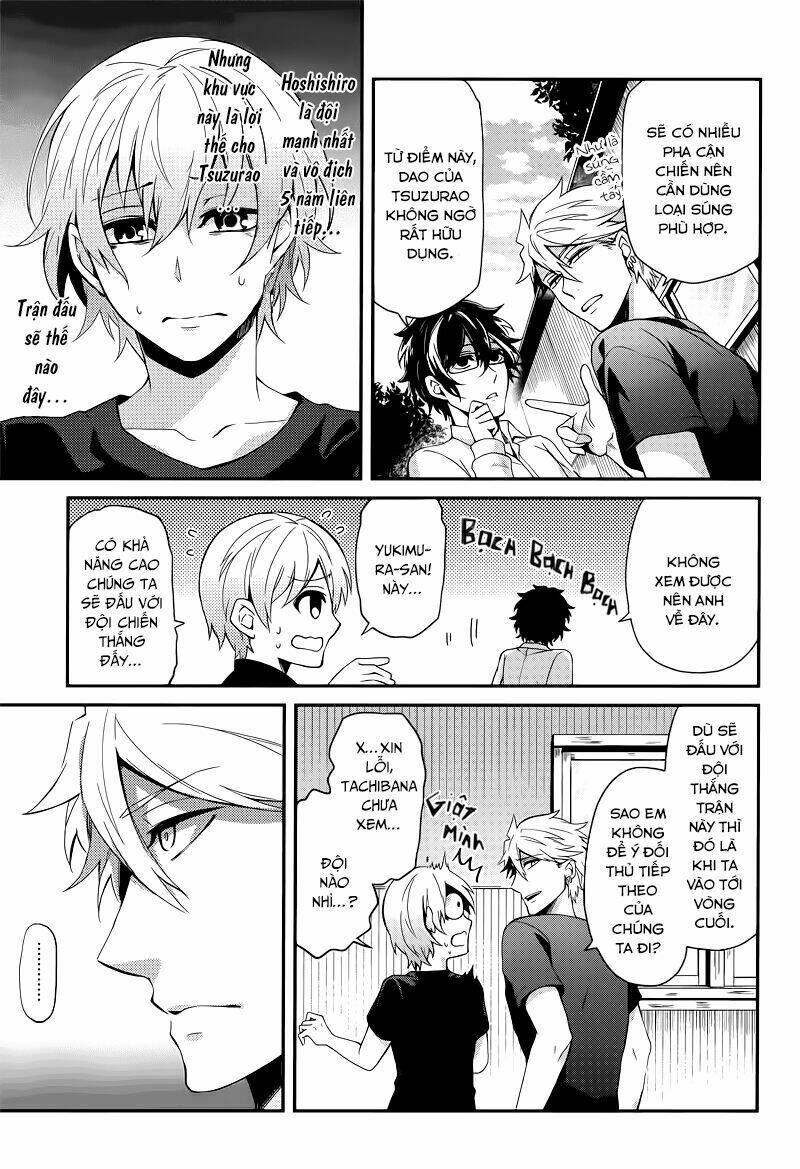 SẼ CÓ NHIỀU
PHA CẬN
CHIẾN NÊN
CẦN DÙNG
LOẠI SÚNG
PHÙ HỢP.
Như là
súng
cầm
tay
TỪ ĐIỂM NÀY,
DAO CỦA
TSUZURAO
KHÔNG NGỜ
RẤT HỮU
DỤNG.
Hoshishiro
là đội
mạnh nhất
và vô địch
5 năm liên
tiếp...
Nhưng
khu vực
này là lợi
thế cho
Tsuzurao
...
Trận đấu
sẽ thế
nào
đây...
KHÔNG
XEM ĐƯỢC
NÊN ANH
VỀ ĐÂY.
BẠCH BẠCH BẠCH
YUKIMU-
RA-SAN!
NÀY...
CÓ KHẢ
NĂNG CAO
CHÚNG TA
SẼ ĐẤU VỚI
ĐỘI CHIẾN
THẮNG
ĐẤY...
DÙ SẼ
ĐẤU VỚI
ĐỘI
THẮNG
TRẬN
NÀY THÌ
ĐÓ LÀ
KHI TA
VÀO TỚI
VÒNG
CUỐI.
SAO EM
KHÔNG
ĐỂ Ý ĐỐI
THỦ TIẾP
THEO
CỦA
CHÚNG
TA ĐI?
Giật
mình
X...XIN
LỖI,
TACHIBANA
CHƯA
XEM...
ĐỘI
NÀO
NHỈ...?
.........